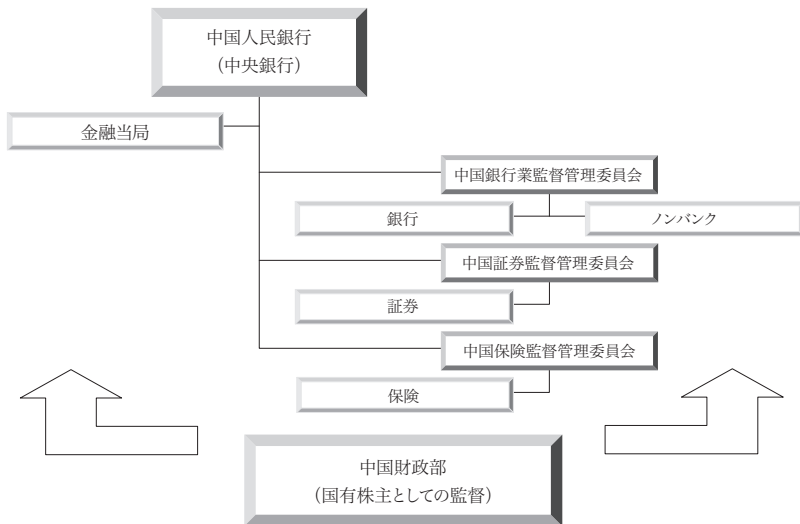 中国人民銀行
（中央銀行）
金融当局
中国銀行業監督管理委員会
銀行
ノンバンク
中国証券監督管理委員会
証券
中国保険監督管理委員会
保険
中国財政部
（国有株主としての監督）